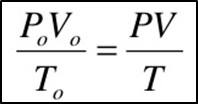 PₒVₒ / Tₒ = PV / T